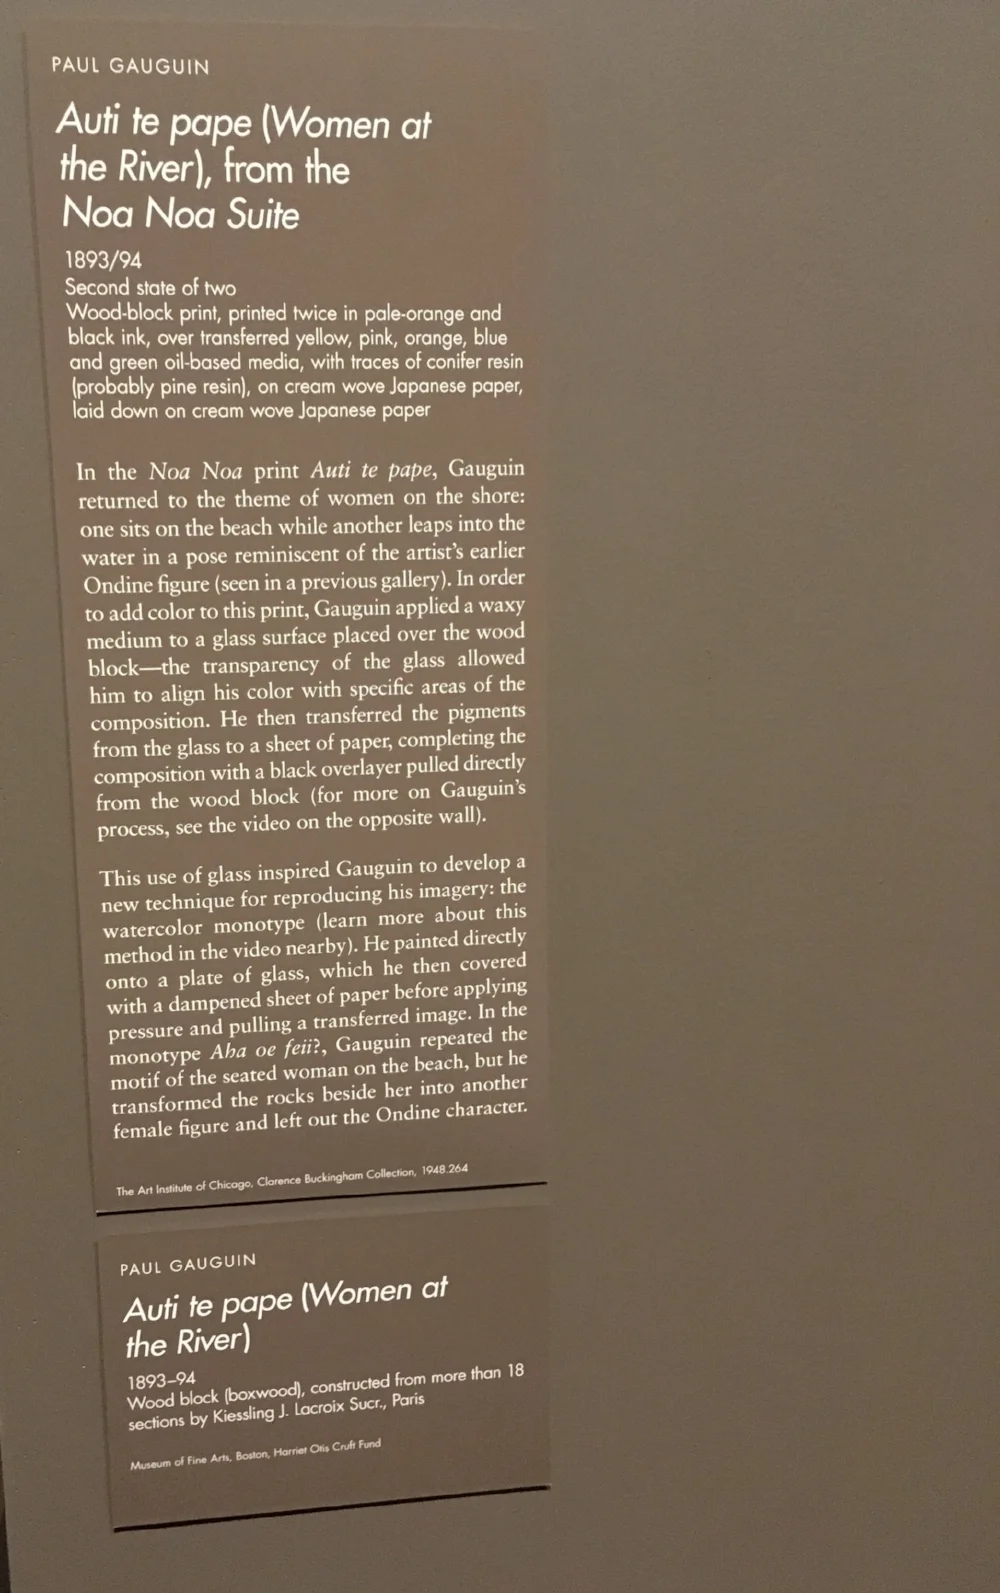 PAUL GAUGUIN
Auti te pape (Women at
the River), from the
Noa Noa Suite
1893/94
Second state of two
Wood-block print, printed twice in pale-orange and
black ink, over transferred yellow, pink, orange, blue
and green oil-based media, with traces of conifer resin
(probably pine resin), on cream wove Japanese paper,
laid down on cream wove Japanese paper
In the Noa Noa print Auti te pape, Gauguin
returned to the theme of women on the shore:
one sits on the beach while another leaps into the
water in a pose reminiscent of the artist's earlier
Ondine figure (seen in a previous gallery). In order
to add color to this print, Gauguin applied a waxy
medium to a glass surface placed over the wood
block—the transparency of the glass allowed
him to align his color with specific areas of the
composition. He then transferred the pigments
from the glass to a sheet of paper, completing the
composition with a black overlayer pulled directly
from the wood block (for more on Gauguin's
process, see the video on the opposite wall).
This use of glass inspired Gauguin to develop a
new technique for reproducing his imagery: the
watercolor monotype (learn more about this
method in the video nearby). He painted directly
onto a plate of glass, which he then covered
with a dampened sheet of paper before applying
pressure and pulling a transferred image. In the
monotype Aha oe feii?, Gauguin repeated the
motif of the seated woman on the beach, but he
transformed the rocks beside her into another
female figure and left out the Ondine character.
The Art Institute of Chicago, Clarence Buckingham Collection, 1948.264
PAUL GAUGUIN
Auti te pape (Women at
the River)
1893–94
Wood block (boxwood), constructed from more than 18
sections by Kiessling J. Lacroix Sucr., Paris
Museum of Fine Arts, Boston, Harriet Otis Cruft Fund